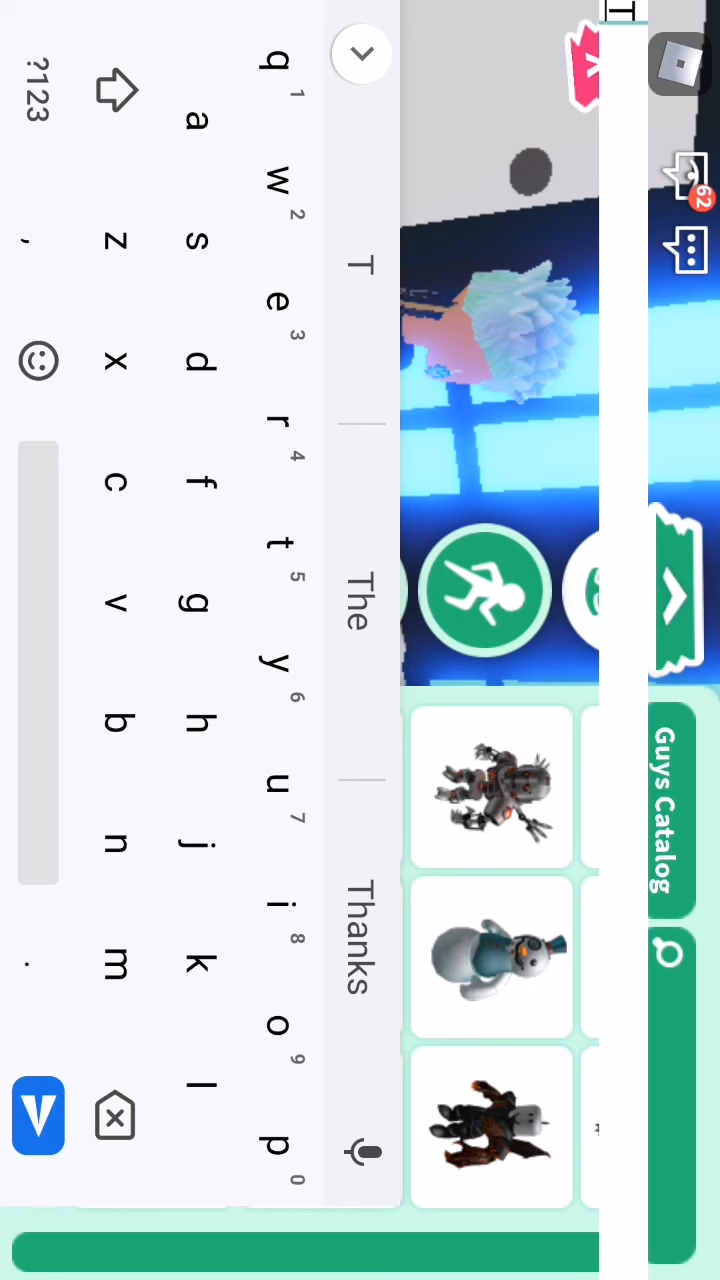 T
62
Guys Catalog
T The Thanks
q 1 w 2 e 3 r 4 t 5 y 6 u 7 i 8 o 9 p 0
a s d f g h j k l
z x c v b n m
?123 , .